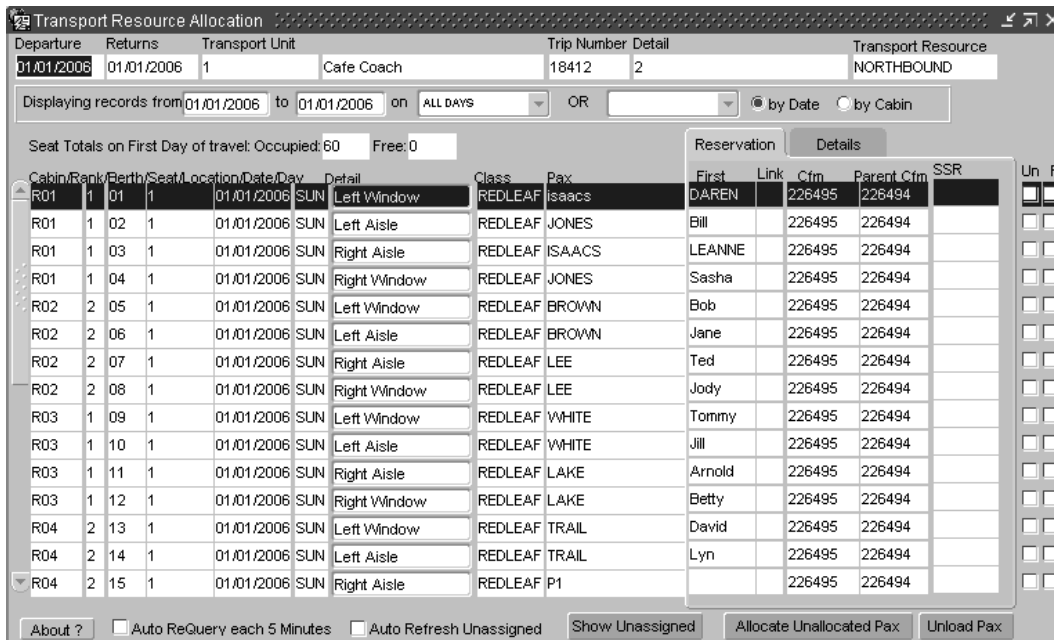 Transport Resource Allocation
Departure Returns Transport Unit Trip Number Detail Transport Resource
01/01/2006 01/01/2006 1 Cafe Coach 18412 2 NORTHBOUND
Displaying records from 01/01/2006 to 01/01/2006 on ALL DAYS OR by Date by Cabin
Seat Totals on First Day of travel: Occupied: 60 Free: 0 Reservation Details
Cabin/Rank/Berth/Seat/Location/Date/Day Detail Class Pax First Link Cfm Parent Cfm SSR Un F
R01 1 01 1 01/01/2006 SUN Left Window REDLEAF isaacs DAREN 226495 226494
R01 1 02 1 01/01/2006 SUN Left Aisle REDLEAF JONES Bill 226495 226494
R01 1 03 1 01/01/2006 SUN Right Aisle REDLEAF ISAACS LEANNE 226495 226494
R01 1 04 1 01/01/2006 SUN Right Window REDLEAF JONES Sasha 226495 226494
R02 2 05 1 01/01/2006 SUN Left Window REDLEAF BROWN Bob 226495 226494
R02 2 06 1 01/01/2006 SUN Left Aisle REDLEAF BROWN Jane 226495 226494
R02 2 07 1 01/01/2006 SUN Right Aisle REDLEAF LEE Ted 226495 226494
R02 2 08 1 01/01/2006 SUN Right Window REDLEAF LEE Jody 226495 226494
R03 1 09 1 01/01/2006 SUN Left Window REDLEAF WHITE Tommy 226495 226494
R03 1 10 1 01/01/2006 SUN Left Aisle REDLEAF WHITE Jill 226495 226494
R03 1 11 1 01/01/2006 SUN Right Aisle REDLEAF LAKE Arnold 226495 226494
R03 1 12 1 01/01/2006 SUN Right Window REDLEAF LAKE Betty 226495 226494
R04 2 13 1 01/01/2006 SUN Left Window REDLEAF TRAIL David 226495 226494
R04 2 14 1 01/01/2006 SUN Left Aisle REDLEAF TRAIL Lyn 226495 226494
R04 2 15 1 01/01/2006 SUN Right Aisle REDLEAF P1 226495 226494
About ? Auto ReQuery each 5 Minutes Auto Refresh Unassigned Show Unassigned Allocate Unallocated Pax Unload Pax